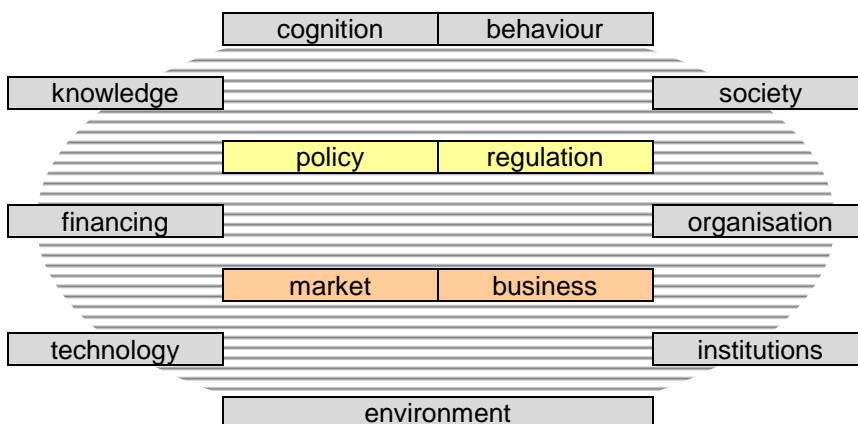 cognition behaviour
knowledge society
policy regulation
financing organisation
market business
technology institutions
environment